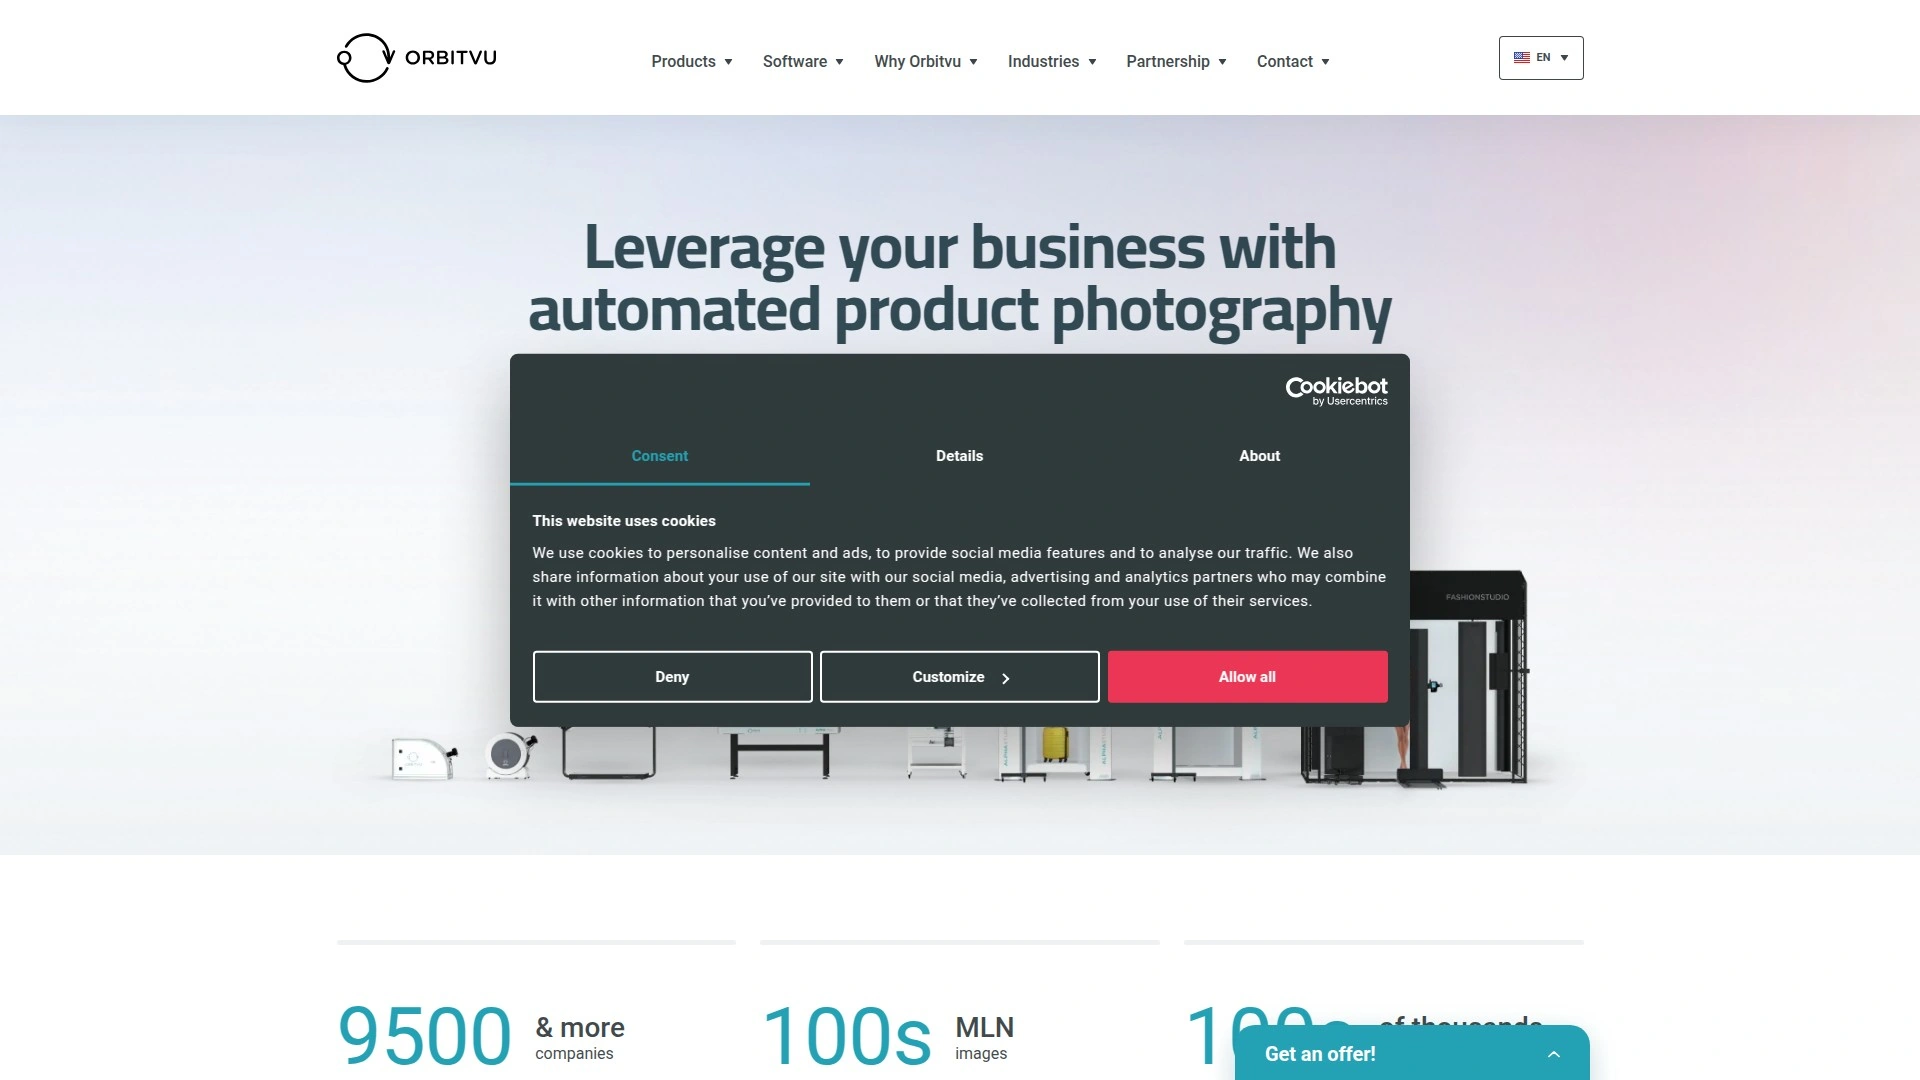 ORBITVU
Products
Software
Why Orbitvu
Industries
Partnership
Contact
EN
Leverage your business with
automated product photography
Cookiebot
by Usercentrics
Consent
Details
About
This website uses cookies
We use cookies to personalise content and ads, to provide social media features and to analyse our traffic. We also
share information about your use of our site with our social media, advertising and analytics partners who may combine
it with other information that you’ve provided to them or that they’ve collected from your use of their services.
Deny
Customize
Allow all
FASHIONSTUDIO
9500
& more
companies
100s
MLN
images
100s
of thousands
Get an offer!